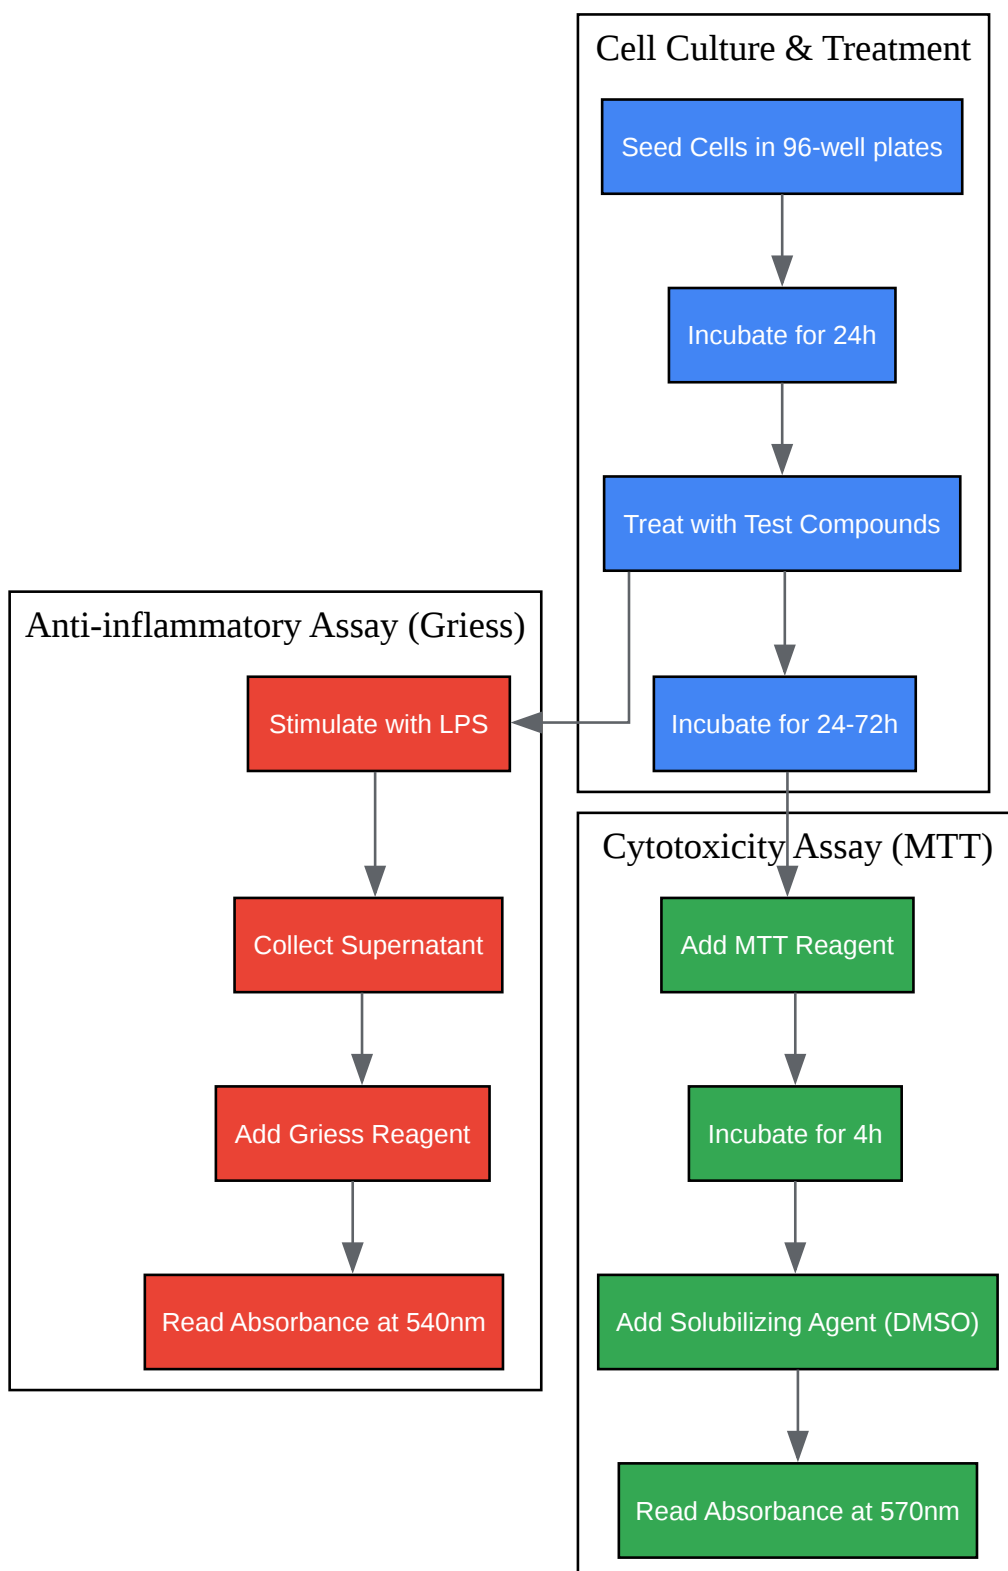 Cell Culture & Treatment
Seed Cells in 96-well plates
Incubate for 24h
Treat with Test Compounds
Incubate for 24-72h
Anti-inflammatory Assay (Griess)
Stimulate with LPS
Collect Supernatant
Add Griess Reagent
Read Absorbance at 540nm
Cytotoxicity Assay (MTT)
Add MTT Reagent
Incubate for 4h
Add Solubilizing Agent (DMSO)
Read Absorbance at 570nm